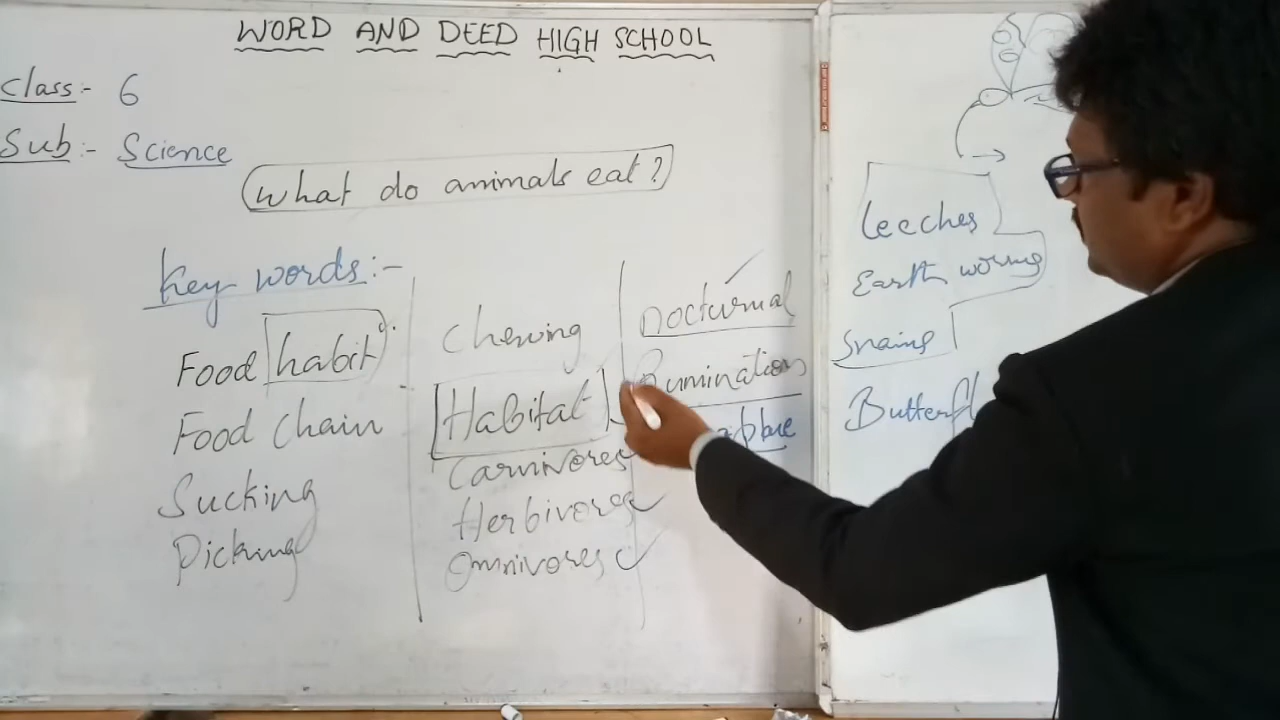 WORD AND DEED HIGH SCHOOL
Class:- 6
Sub:- Science
What do animals eat?
Key words:-
Food habit
Food chain
Sucking
Picking
Chewing
Habitat
Carnivores
Herbivores
Omnivores
nocturnal
Rumination
Leeches
Earth worms
Snails